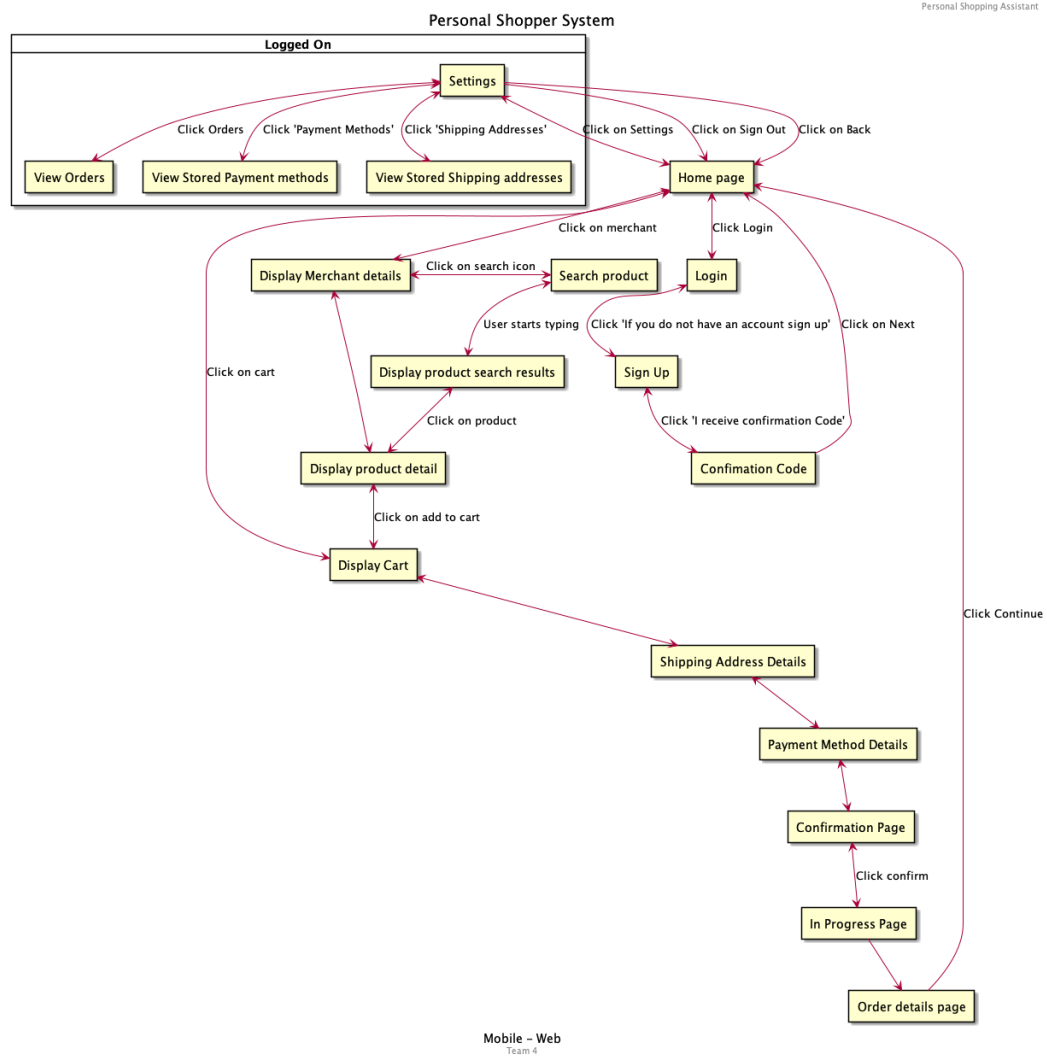 Personal Shopping Assistant
Personal Shopper System
Logged On
Settings
Click Orders
Click 'Payment Methods'
Click 'Shipping Addresses'
Click on Settings
Click on Sign Out
Click on Back
View Orders
View Stored Payment methods
View Stored Shipping addresses
Home page
Click on merchant
Click Login
Display Merchant details
Click on search icon
Search product
Login
User starts typing
Click 'If you do not have an account sign up'
Click on Next
Click on cart
Display product search results
Sign Up
Click on product
Click 'I receive confirmation Code'
Display product detail
Confimation Code
Click on add to cart
Display Cart
Click Continue
Shipping Address Details
Payment Method Details
Confirmation Page
Click confirm
In Progress Page
Order details page
Mobile - Web
Team 4